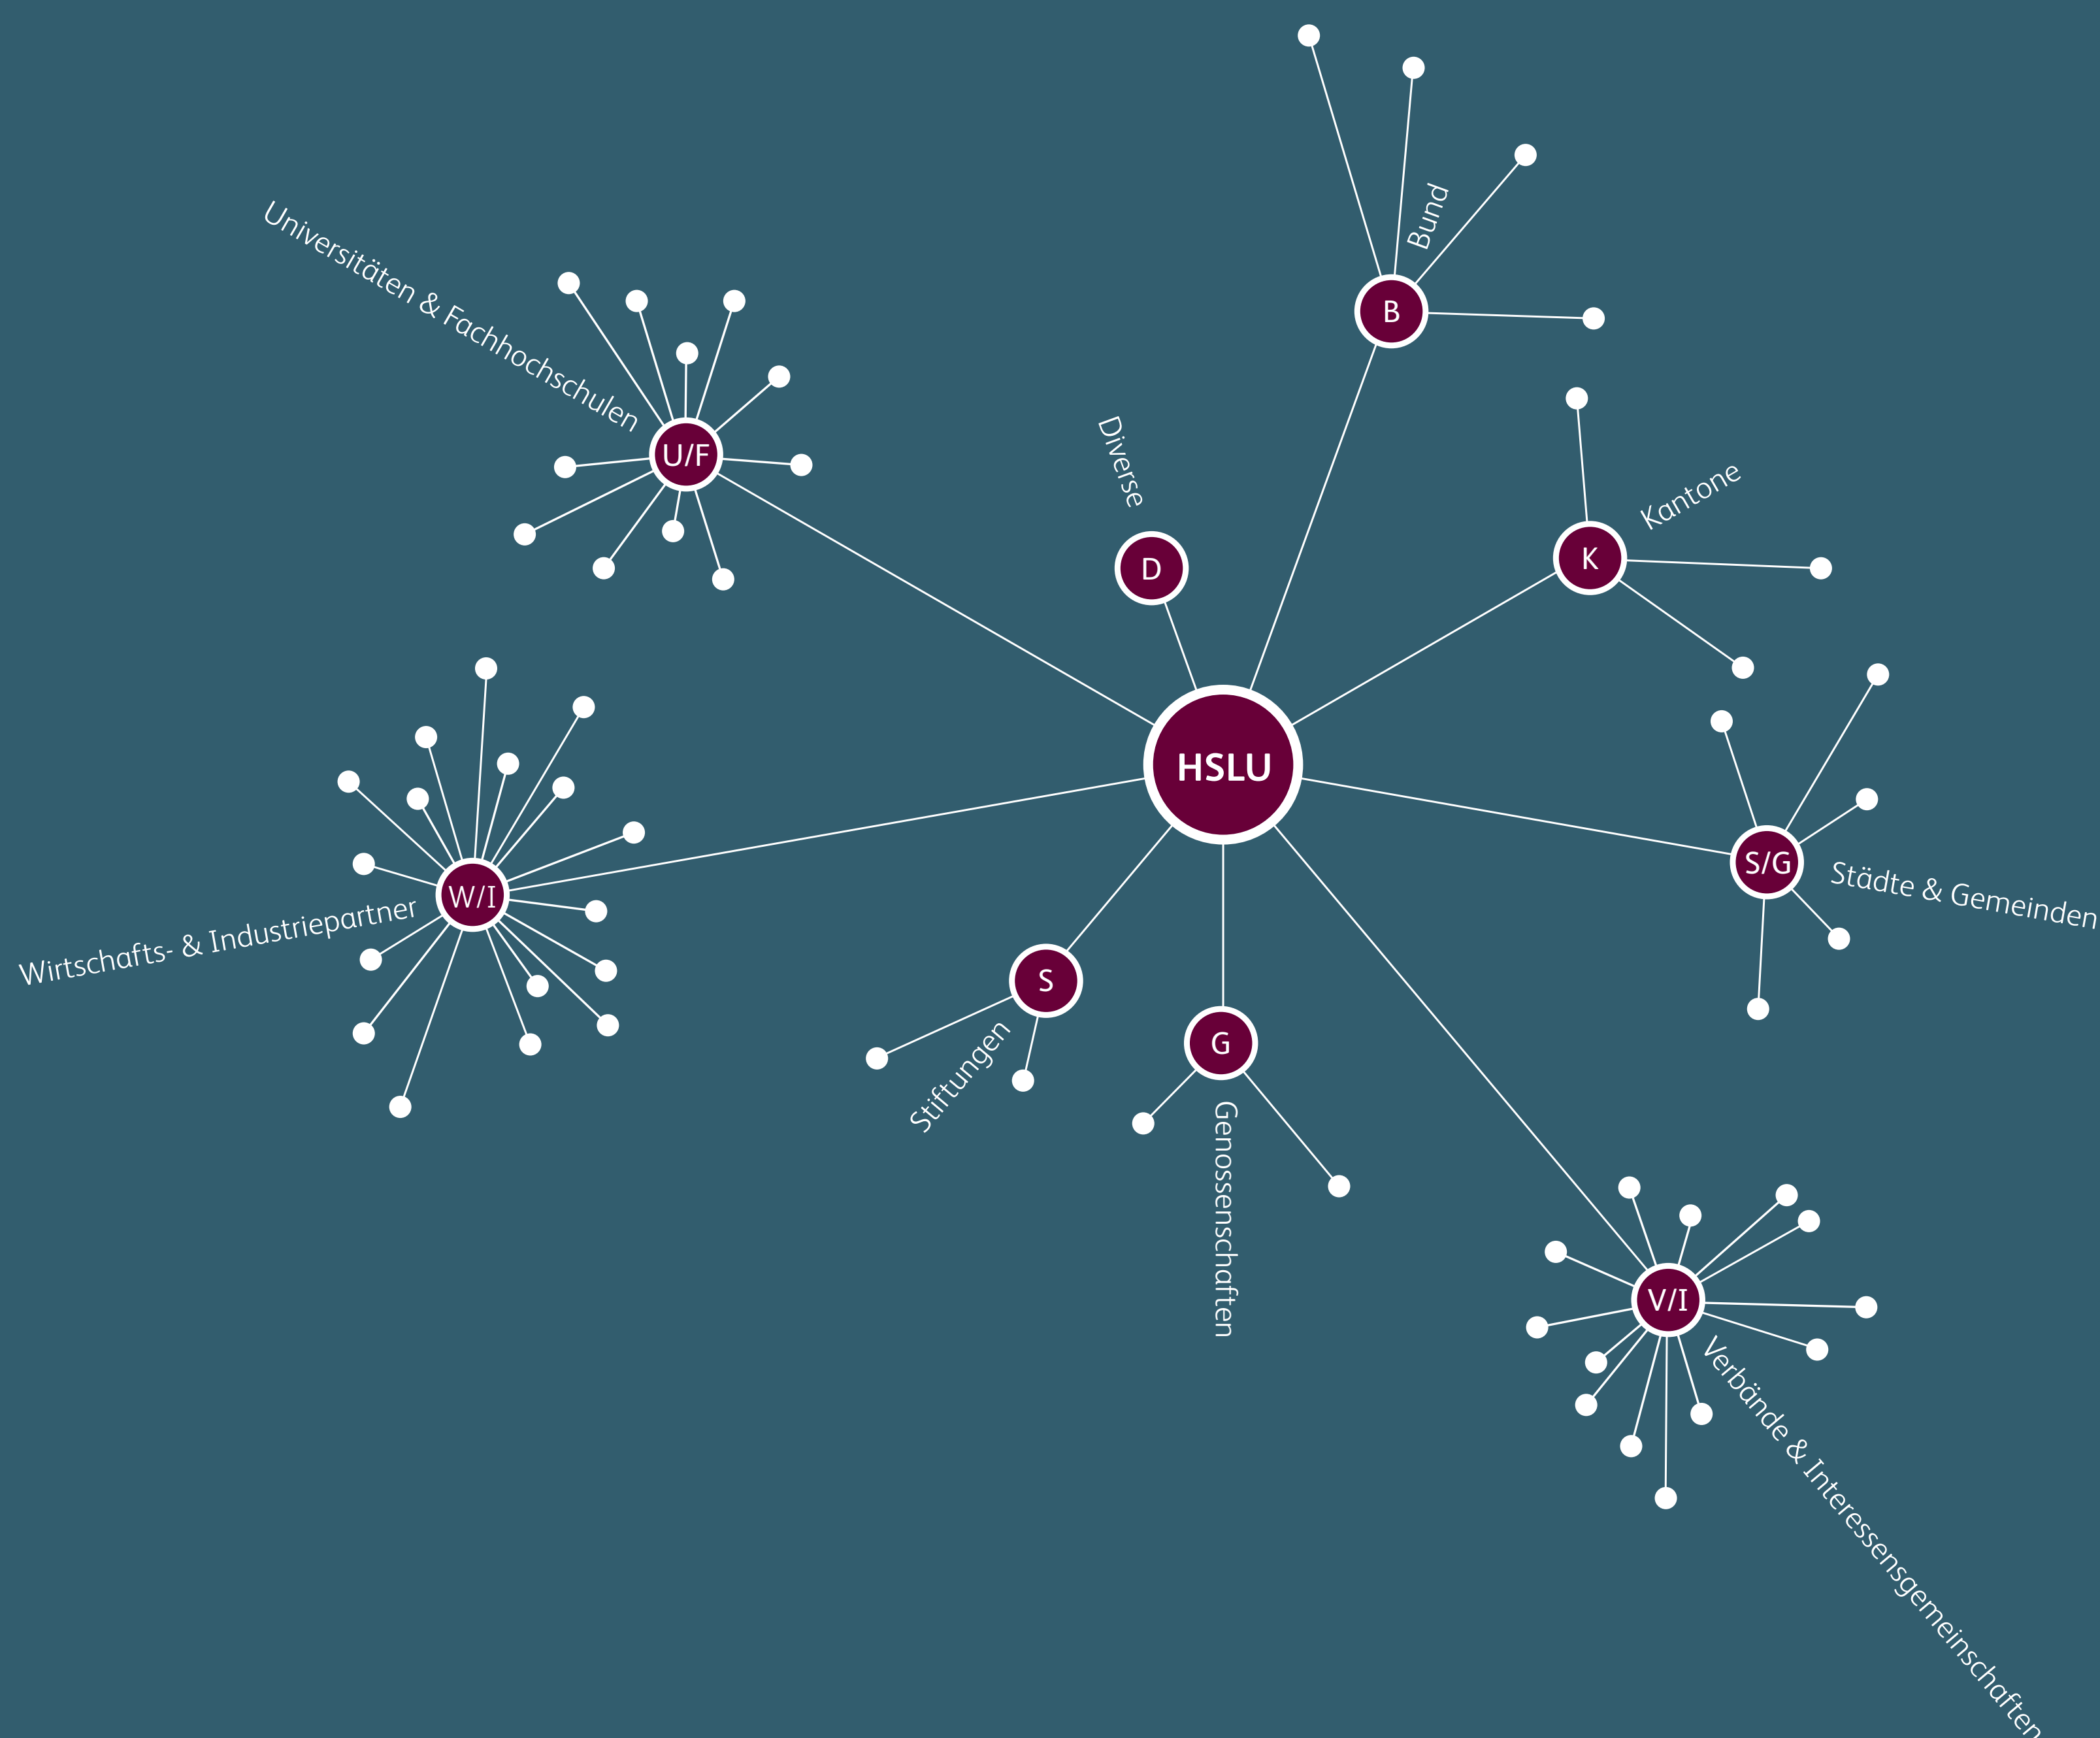 Bund
B
Universitäten & Fachhochschulen
U/F
Diverse
D
Kantone
K
HSLU
S/G
Städte & Gemeinden
W/I
Wirtschafts- & Industriepartner
S
Stiftungen
G
Genossenschaften
V/I
Verbände & Interessensgemeinschaften